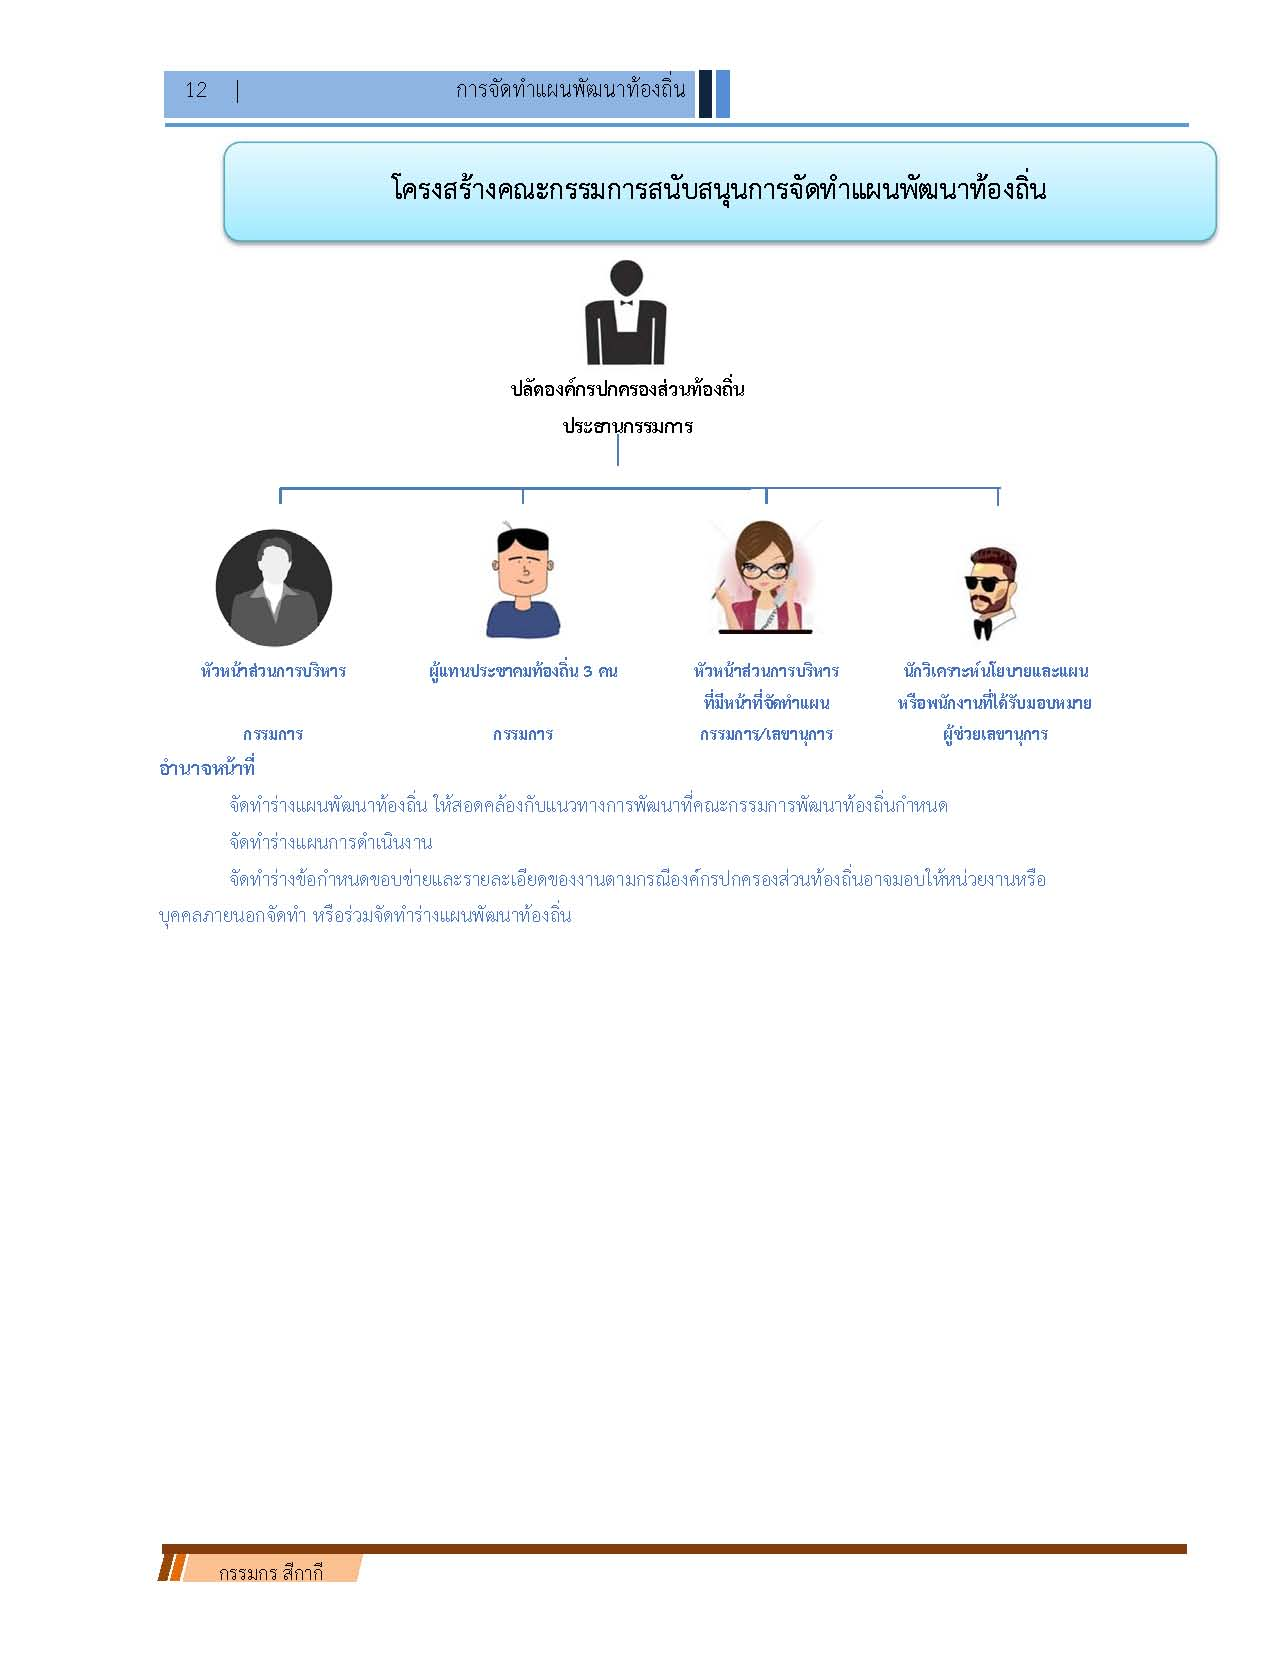 12 | การจัดทำแผนพัฒนาท้องถิ่น
โครงสร้างคณะกรรมการสนับสนุนการจัดทำแผนพัฒนาท้องถิ่น
ปลัดองค์กรปกครองส่วนท้องถิ่น
ประธานกรรมการ
หัวหน้าส่วนการบริหาร
กรรมการ
ผู้แทนประชาคมท้องถิ่น 3 คน
กรรมการ
หัวหน้าส่วนการบริหาร
ที่มีหน้าที่จัดทำแผน
กรรมการ/เลขานุการ
นักวิเคราะห์นโยบายและแผน
หรือพนักงานที่ได้รับมอบหมาย
ผู้ช่วยเลขานุการ
อำนาจหน้าที่
จัดทำร่างแผนพัฒนาท้องถิ่น ให้สอดคล้องกับแนวทางการพัฒนาที่คณะกรรมการพัฒนาท้องถิ่นกำหนด
จัดทำร่างแผนการดำเนินงาน
จัดทำร่างข้อกำหนดขอบข่ายและรายละเอียดของงานตามกรณีองค์กรปกครองส่วนท้องถิ่นอาจมอบให้หน่วยงานหรือ
บุคคลภายนอกจัดทำ หรือร่วมจัดทำร่างแผนพัฒนาท้องถิ่น
กรรมกร สีกากี